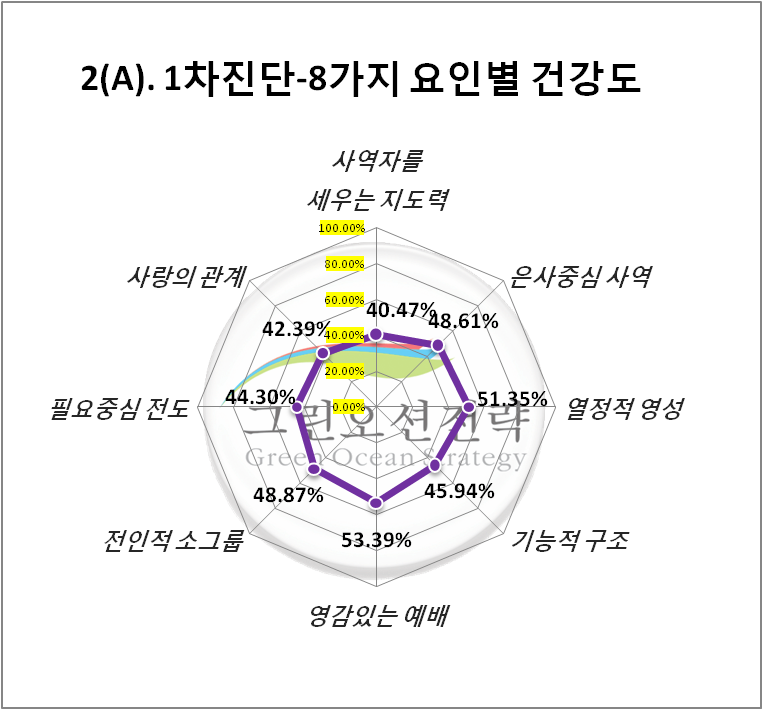 2(A). 1차진단-8가지 요인별 건강도
사역자를
세우는 지도력
100.00%
80.00%
60.00%
40.00%
20.00%
0.00%
은사중심 사역
열정적 영성
기능적 구조
영감있는 예배
전인적 소그룹
필요중심 전도
사랑의 관계
40.47%
48.61%
51.35%
45.94%
53.39%
48.87%
44.30%
42.39%
그린오션전략
Green Ocean Strategy